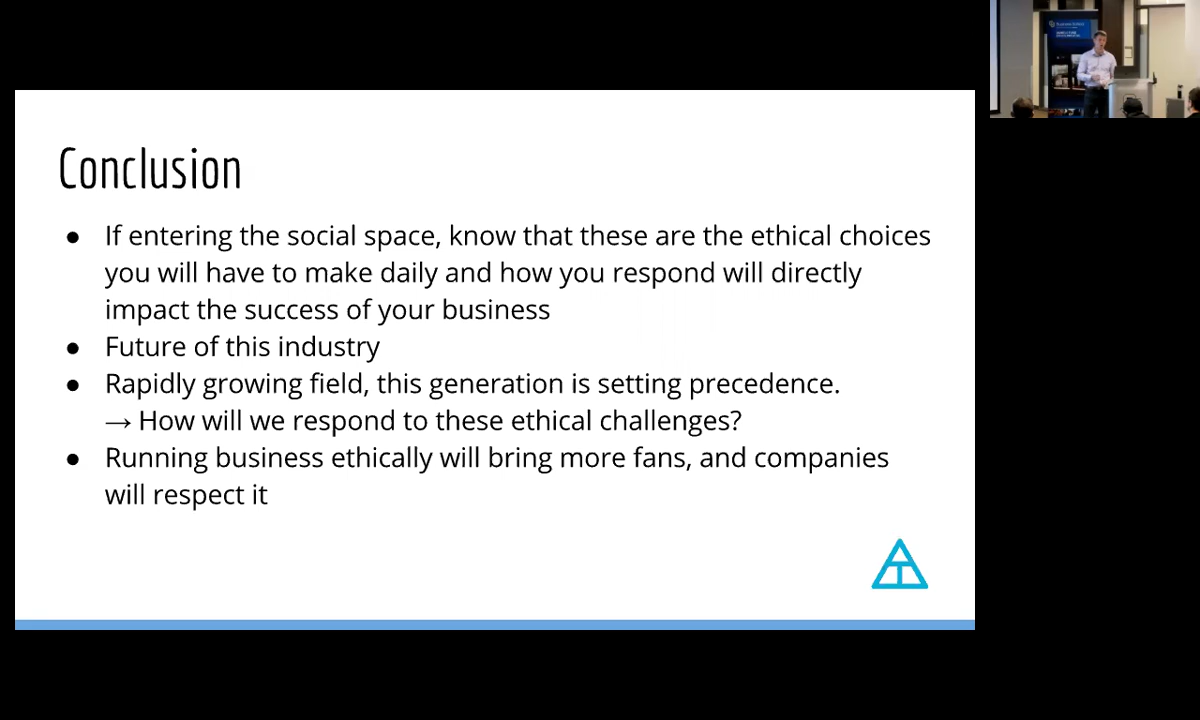 Conclusion
● If entering the social space, know that these are the ethical choices
you will have to make daily and how you respond will directly
impact the success of your business
● Future of this industry
● Rapidly growing field, this generation is setting precedence.
→ How will we respond to these ethical challenges?
● Running business ethically will bring more fans, and companies
will respect it